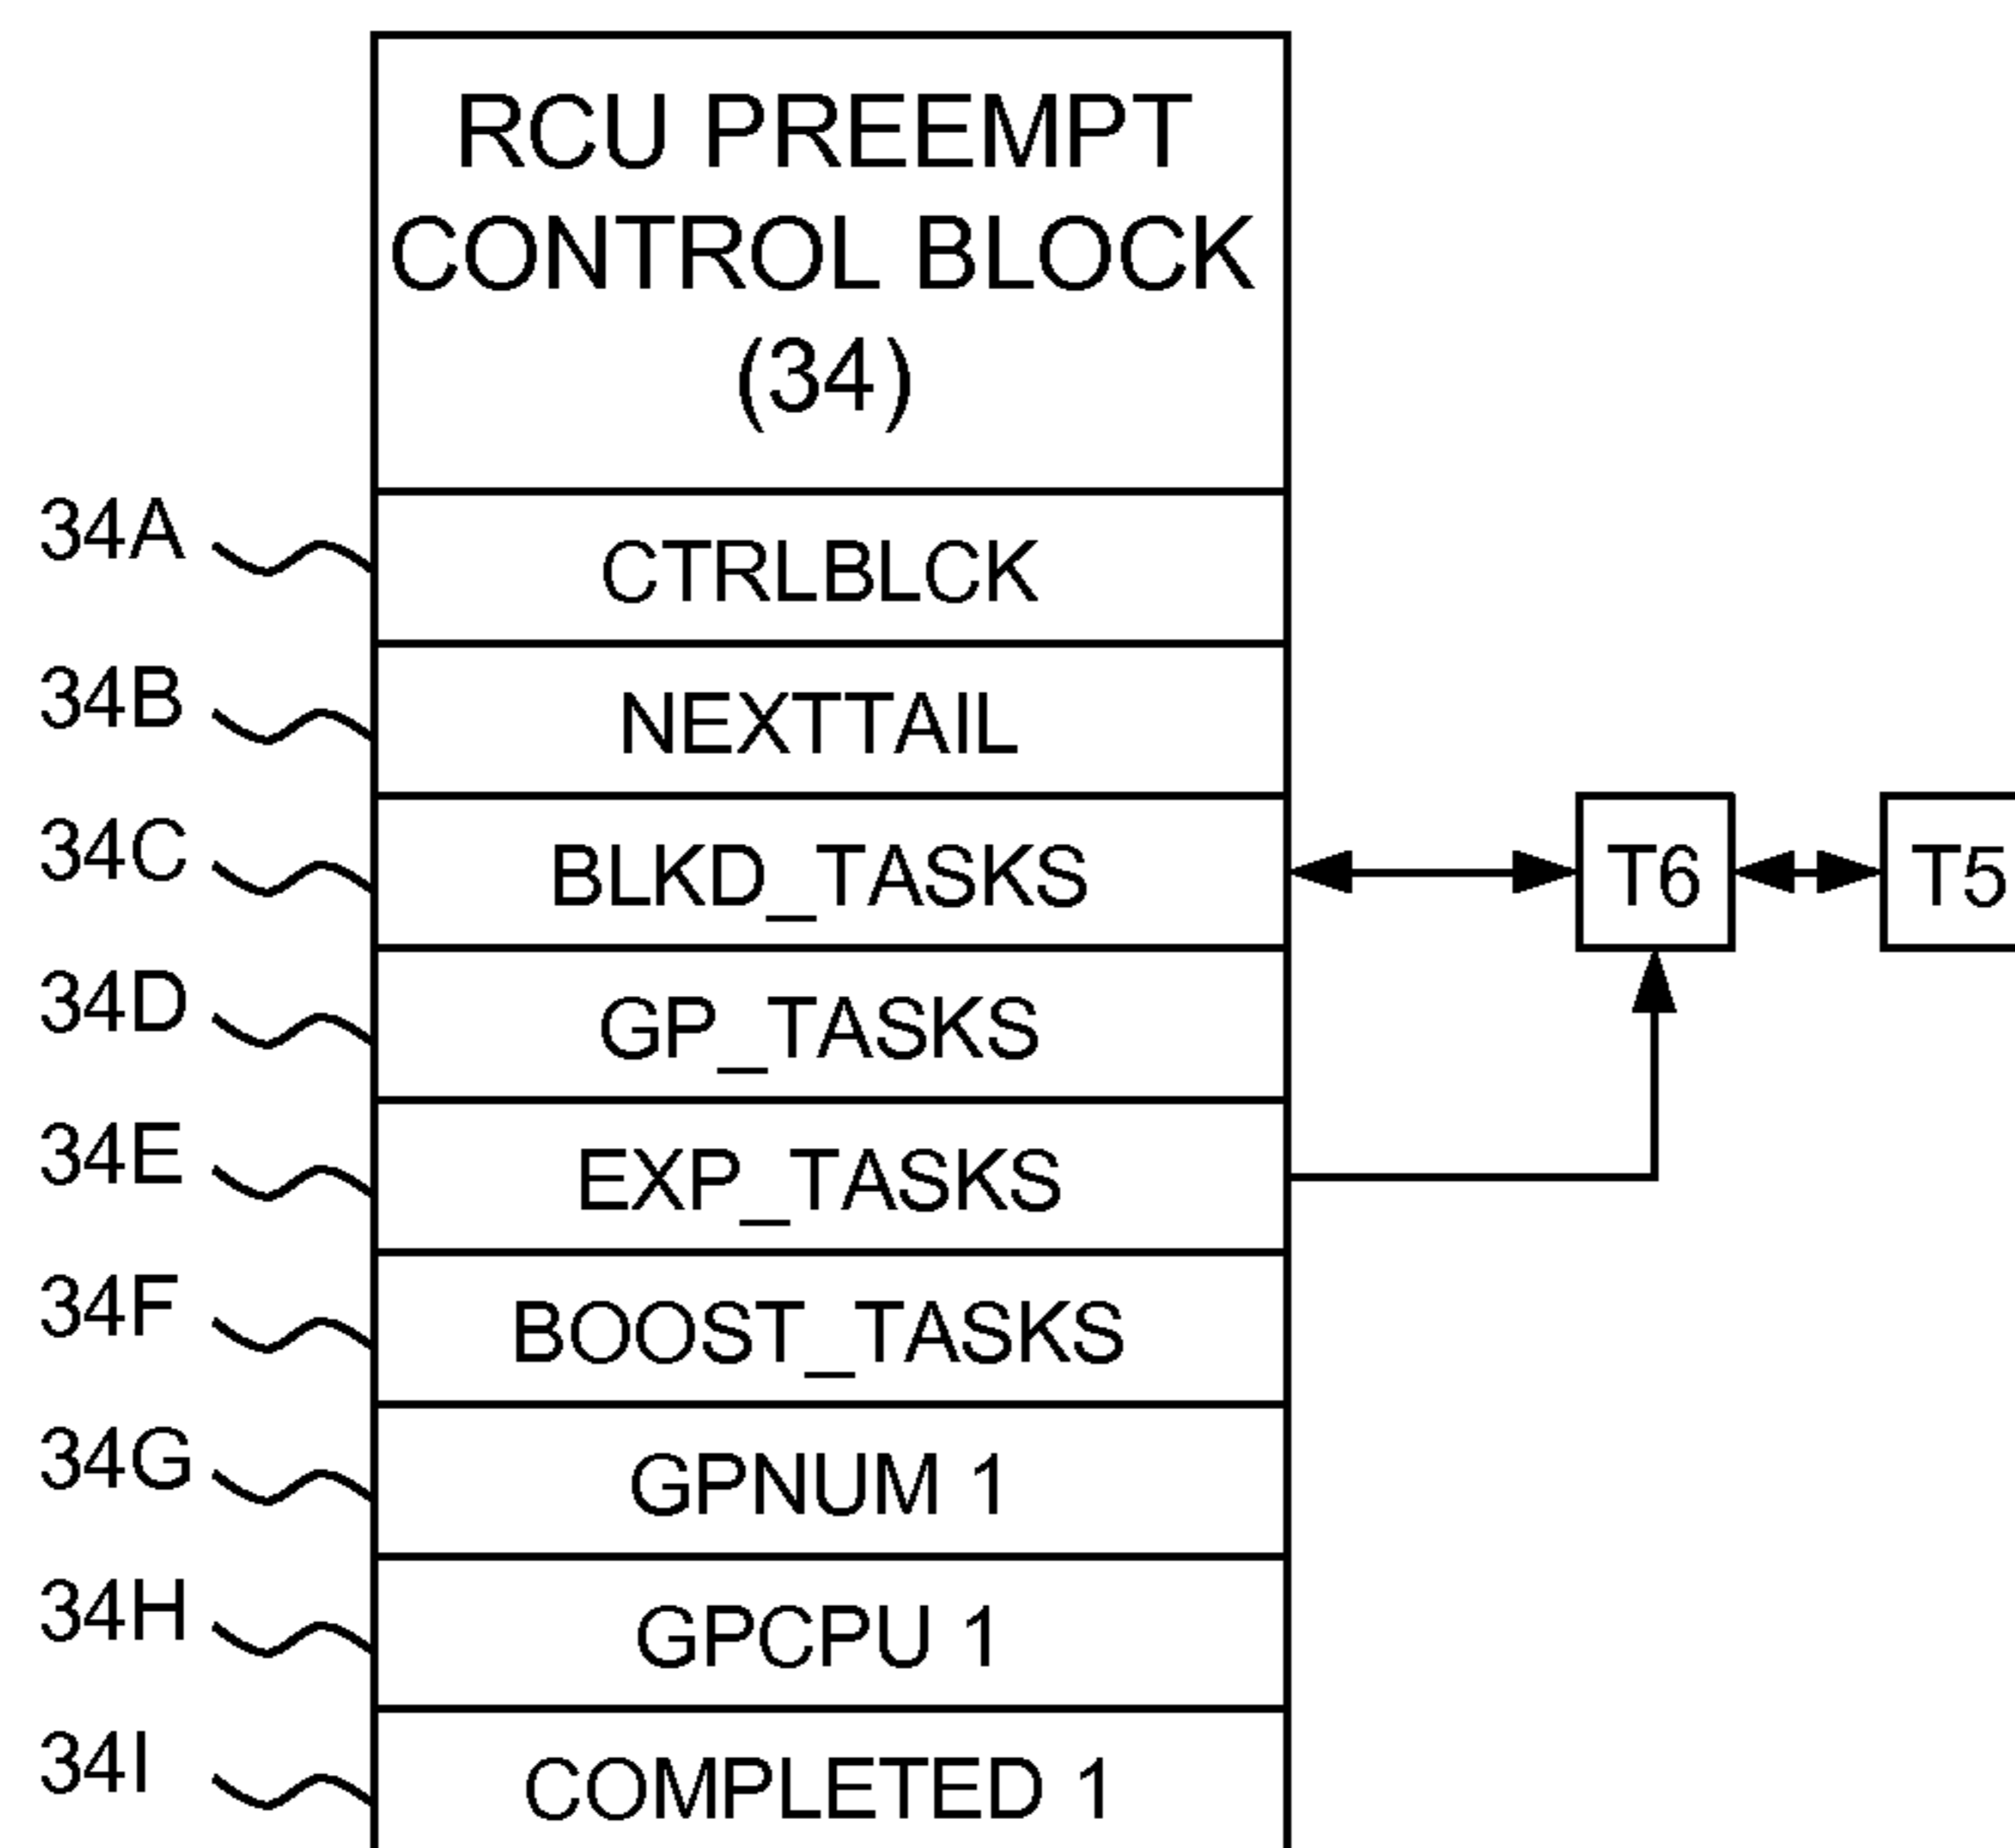 RCU PREEMPT
CONTROL BLOCK
(34)
34A CTRLBLCK
34B NEXTTAIL
34C BLKD_TASKS T6 T5
34D GP_TASKS
34E EXP_TASKS
34F BOOST_TASKS
34G GPNUM 1
34H GPCPU 1
34I COMPLETED 1